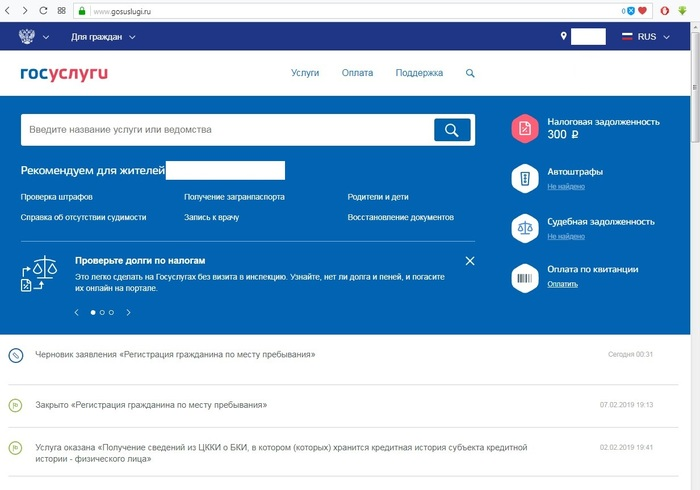 www.gosuslugi.ru
0
Для граждан
RUS
госуслуги
Услуги
Оплата
Поддержка
Введите название услуги или ведомства
Налоговая задолженность
300 ₽
Рекомендуем для жителей
Проверка штрафов
Получение загранпаспорта
Родители и дети
Справка об отсутствии судимости
Запись к врачу
Восстановление документов
Автоштрафы
Не найдено
Судебная задолженность
Не найдено
Проверьте долги по налогам
Это легко сделать на Госуслугах без визита в инспекцию. Узнайте, нет ли долга и пеней, и погасите
их онлайн на портале.
Оплата по квитанции
Оплатить
Черновик заявления «Регистрация гражданина по месту пребывания»
Сегодня 00:31
Закрыто «Регистрация гражданина по месту пребывания»
07.02.2019 19:13
Услуга оказана «Получение сведений из ЦККИ о БКИ, в котором (которых) хранится кредитная история субъекта кредитной
истории - физического лица»
02.02.2019 19:41